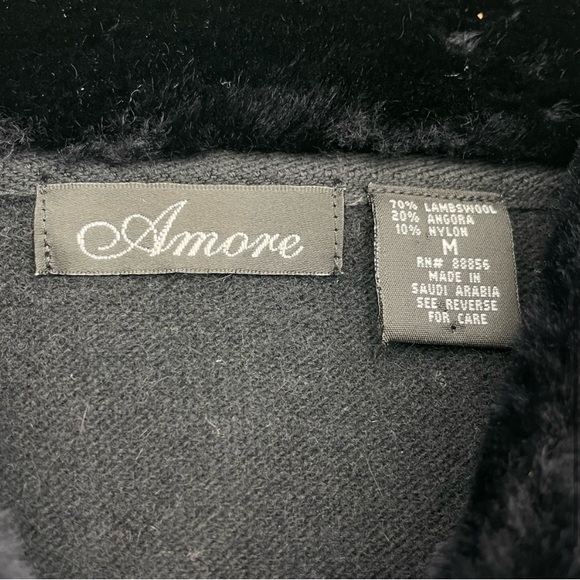 Amore
70% LAMBSWOOL
20% ANGORA
10% NYLON
M
RN# 88856
MADE IN
SAUDI ARABIA
SEE REVERSE
FOR CARE